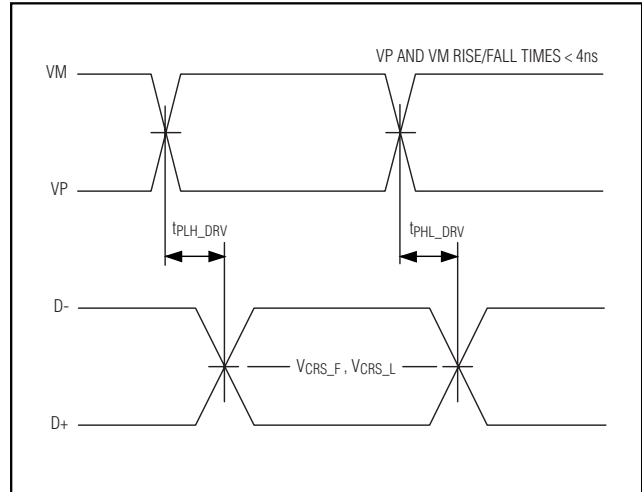 VP AND VM RISE/FALL TIMES < 4ns
VM
VP
tPLH_DRV
tPHL_DRV
D-
VCRS_F , VCRS_L
D+